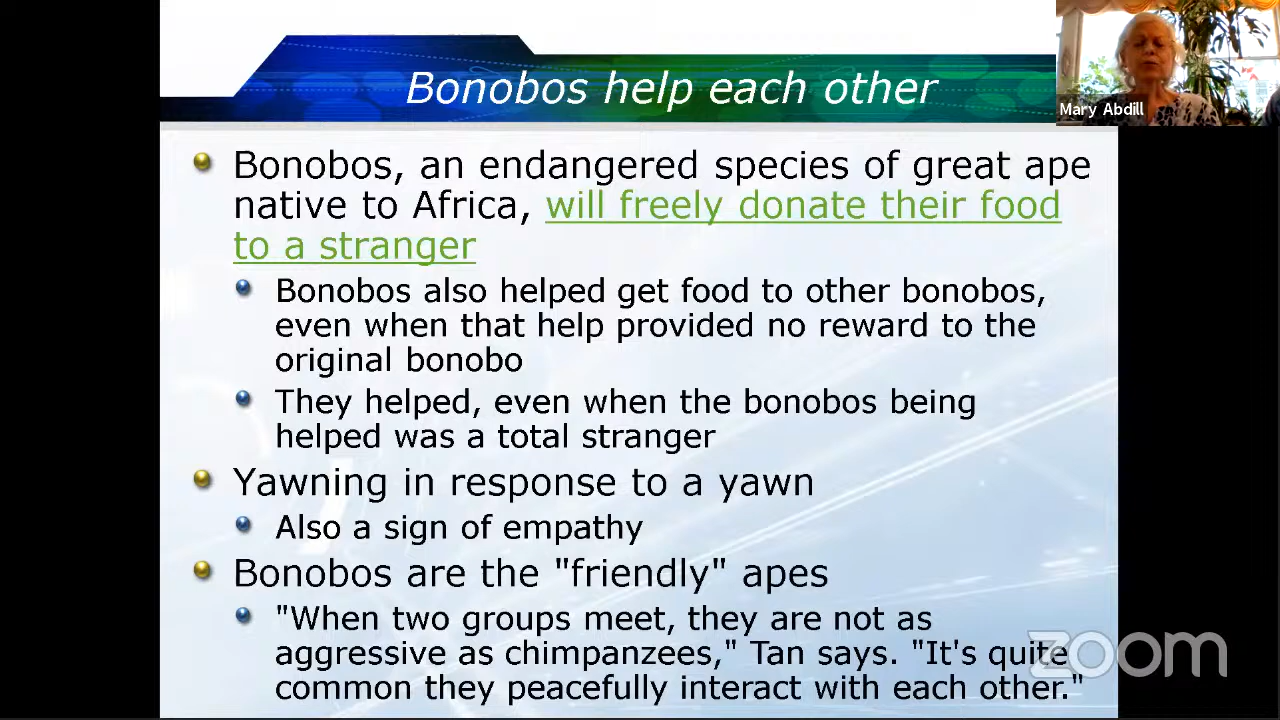 Bonobos help each other
Mary Abdill
Bonobos, an endangered species of great ape
native to Africa, will freely donate their food
to a stranger
Bonobos also helped get food to other bonobos,
even when that help provided no reward to the
original bonobo
They helped, even when the bonobos being
helped was a total stranger
Yawning in response to a yawn
Also a sign of empathy
Bonobos are the "friendly" apes
"When two groups meet, they are not as
aggressive as chimpanzees," Tan says. "It's quite
common they peacefully interact with each other."
zoom